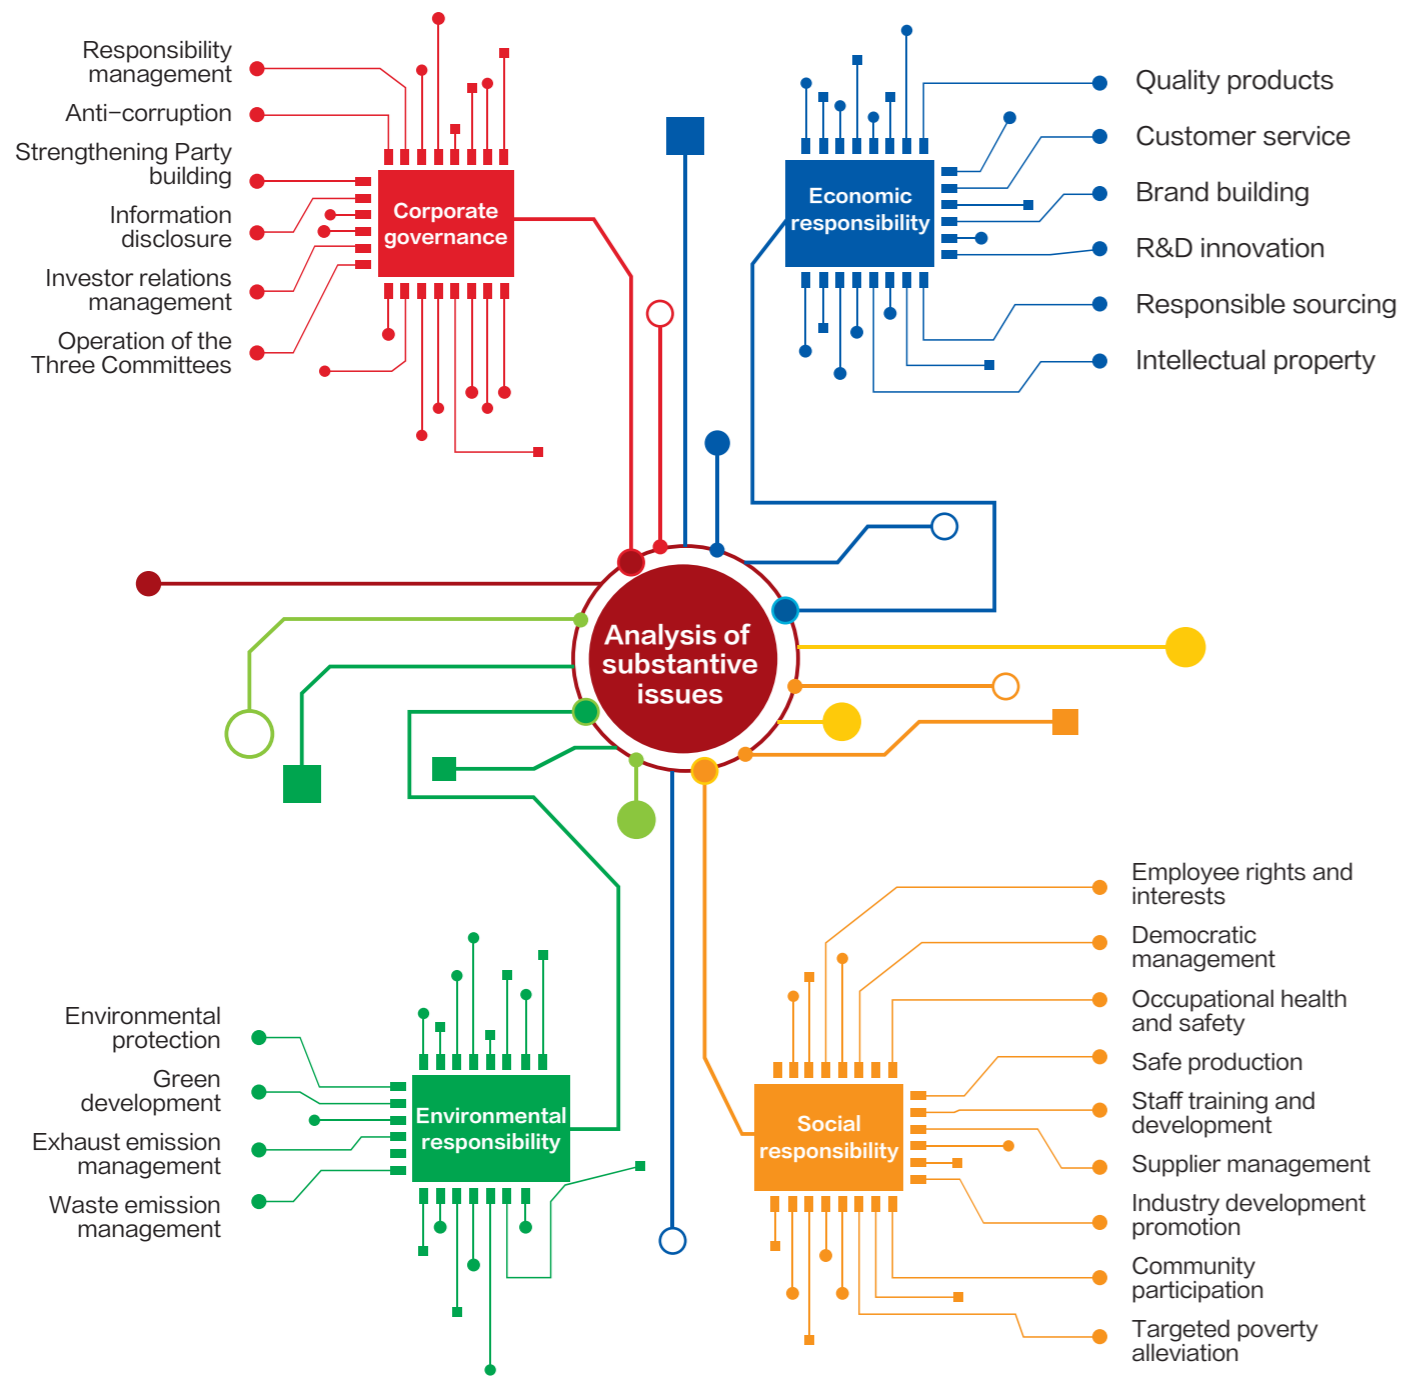 Responsibility
management
Anti-corruption
Strengthening Party
building
Information
disclosure
Investor relations
management
Operation of the
Three Committees
Corporate
governance
Economic
responsibility
Quality products
Customer service
Brand building
R&D innovation
Responsible sourcing
Intellectual property
Analysis of
substantive
issues
Environmental
protection
Green
development
Exhaust emission
management
Waste emission
management
Environmental
responsibility
Social
responsibility
Employee rights and
interests
Democratic
management
Occupational health
and safety
Safe production
Staff training and
development
Supplier management
Industry development
promotion
Community
participation
Targeted poverty
alleviation